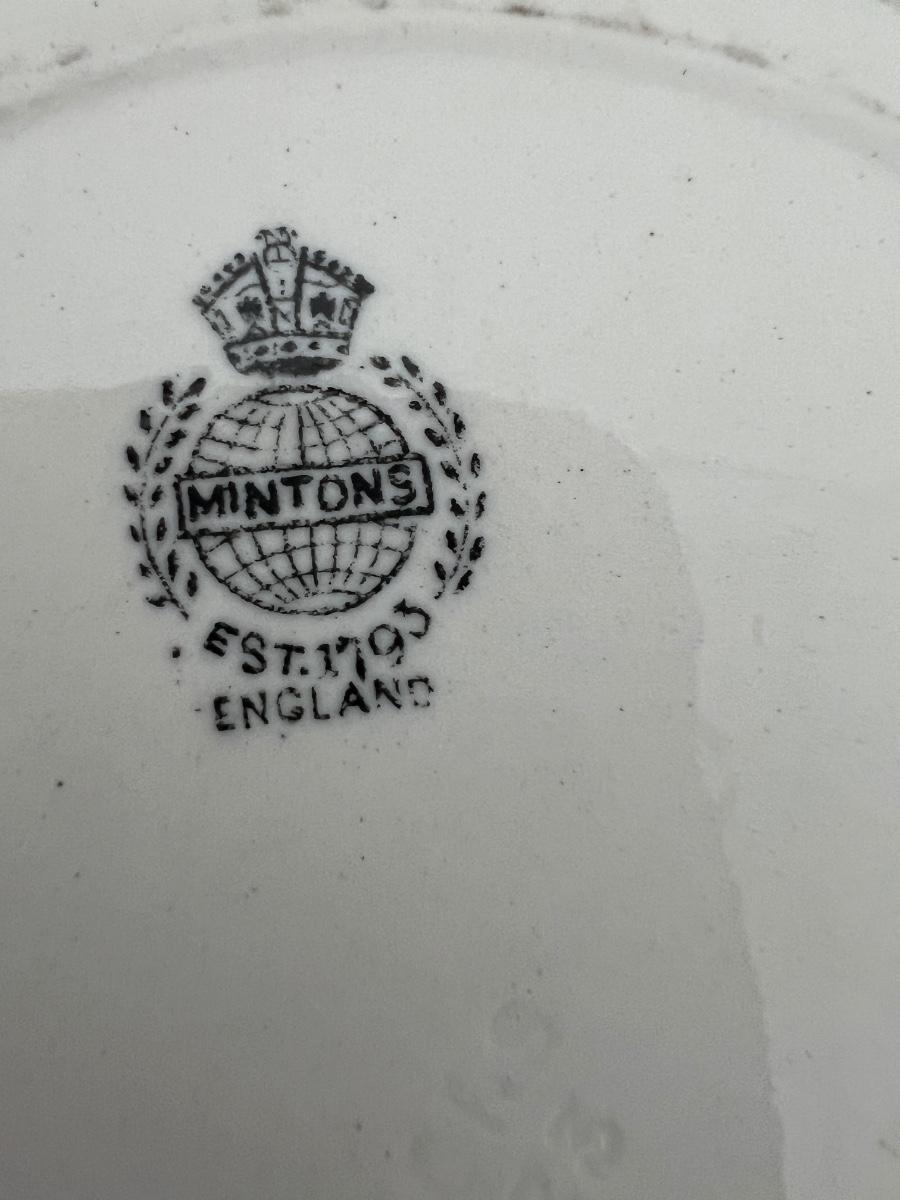 MINTONS
EST. 1793
ENGLAND